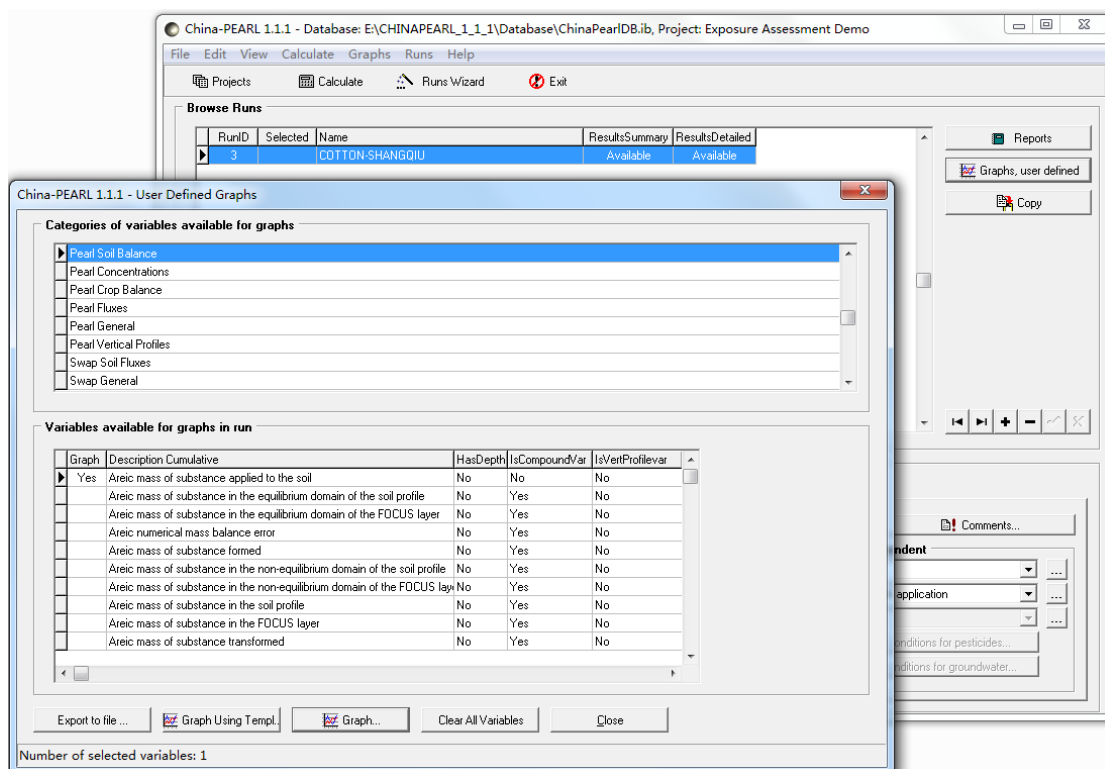 China-PEARL 1.1.1 - Database: E:\CHINAPEARL_1_1_1\Database\ChinaPearlDB.ib, Project: Exposure Assessment Demo
File Edit View Calculate Graphs Runs Help
Projects Calculate Runs Wizard Exit
Browse Runs
RunID Selected Name ResultsSummary ResultsDetailed
3 COTTON-SHANGQIU Available Available
Reports
Graphs, user defined
Copy
China-PEARL 1.1.1 - User Defined Graphs
Categories of variables available for graphs
Pearl Soil Balance
Pearl Concentrations
Pearl Crop Balance
Pearl Fluxes
Pearl General
Pearl Vertical Profiles
Swap Soil Fluxes
Swap General
Variables available for graphs in run
Graph Description Cumulative HasDepth IsCompoundVar IsVertProfilevar
Yes Areic mass of substance applied to the soil No No No
Areic mass of substance in the equilibrium domain of the soil profile No Yes No
Areic mass of substance in the equilibrium domain of the FOCUS layer No Yes No
Areic numerical mass balance error No Yes No
Areic mass of substance formed No Yes No
Areic mass of substance in the non-equilibrium domain of the soil profile No Yes No
Areic mass of substance in the non-equilibrium domain of the FOCUS lay No Yes No
Areic mass of substance in the soil profile No Yes No
Areic mass of substance in the FOCUS layer No Yes No
Areic mass of substance transformed No Yes No
Export to file ... Graph Using Templ.. Graph... Clear All Variables Close
Number of selected variables: 1
Comments...
ndent
...
application ...
...
onditions for pesticides...
nditions for groundwater...